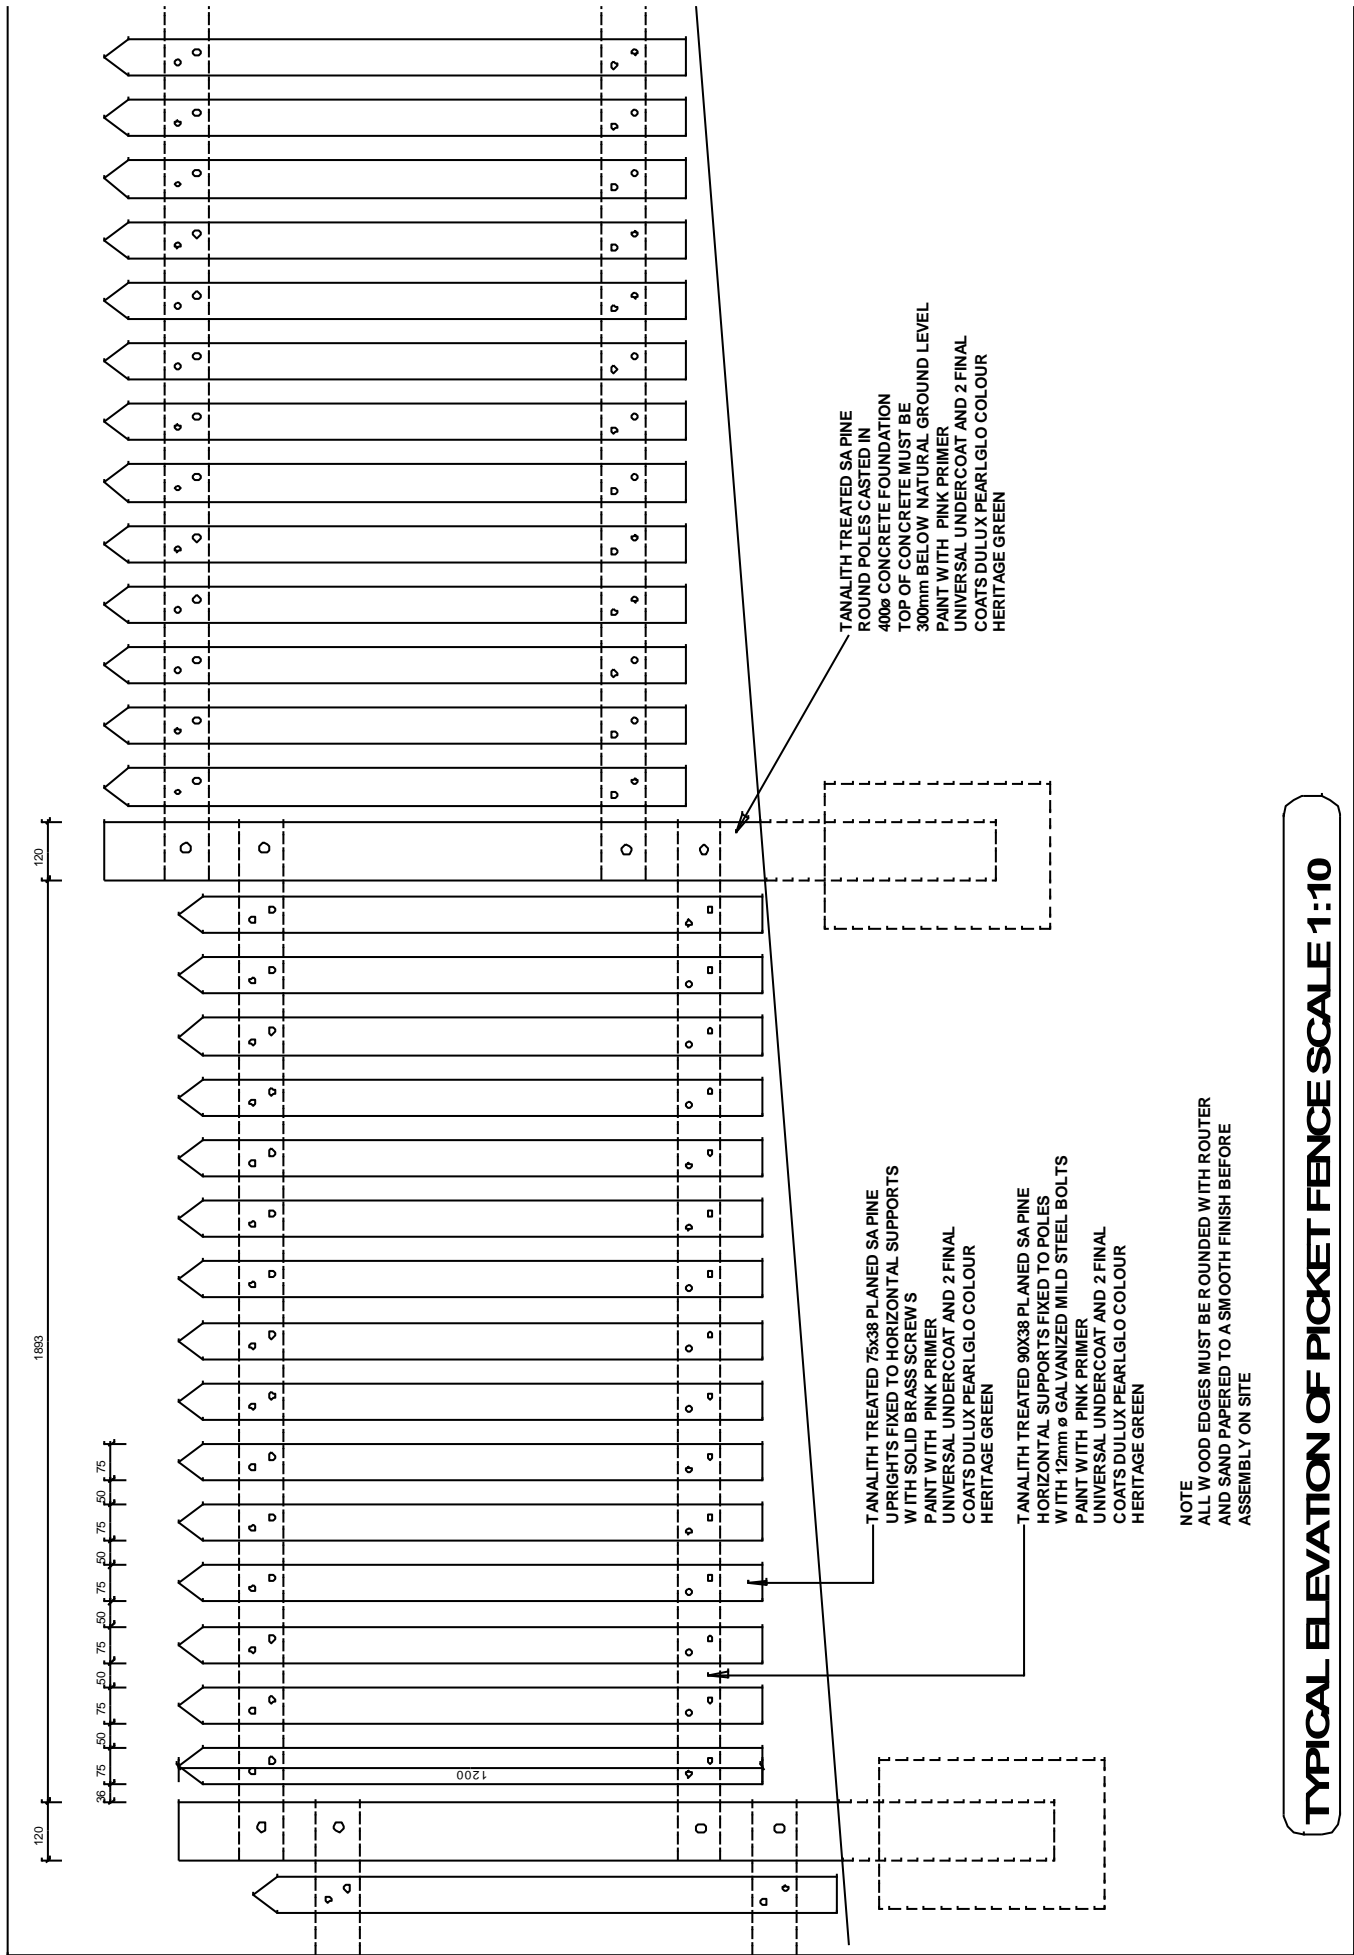 120
36
75
50
75
50
75
50
75
50
75
50
75
1893
120
1200
TANALITH TREATED SA PINE
ROUND POLES CASTED IN
400ø CONCRETE FOUNDATION
TOP OF CONCRETE MUST BE
300mm BELOW NATURAL GROUND LEVEL
PAINT WITH PINK PRIMER
UNIVERSAL UNDERCOAT AND 2 FINAL
COATS DULUX PEARLGLO COLOUR
HERITAGE GREEN
TANALITH TREATED 75x38 PLANED SA PINE
UPRIGHTS FIXED TO HORIZONTAL SUPPORTS
WITH SOLID BRASS SCREWS
PAINT WITH PINK PRIMER
UNIVERSAL UNDERCOAT AND 2 FINAL
COATS DULUX PEARLGLO COLOUR
HERITAGE GREEN
TANALITH TREATED 90X38 PLANED SA PINE
HORIZONTAL SUPPORTS FIXED TO POLES
WITH 12mm ø GALVANIZED MILD STEEL BOLTS
PAINT WITH PINK PRIMER
UNIVERSAL UNDERCOAT AND 2 FINAL
COATS DULUX PEARLGLO COLOUR
HERITAGE GREEN
NOTE
ALL WOOD EDGES MUST BE ROUNDED WITH ROUTER
AND SAND PAPERED TO A SMOOTH FINISH BEFORE
ASSEMBLY ON SITE
TYPICAL ELEVATION OF PICKET FENCE SCALE 1:10